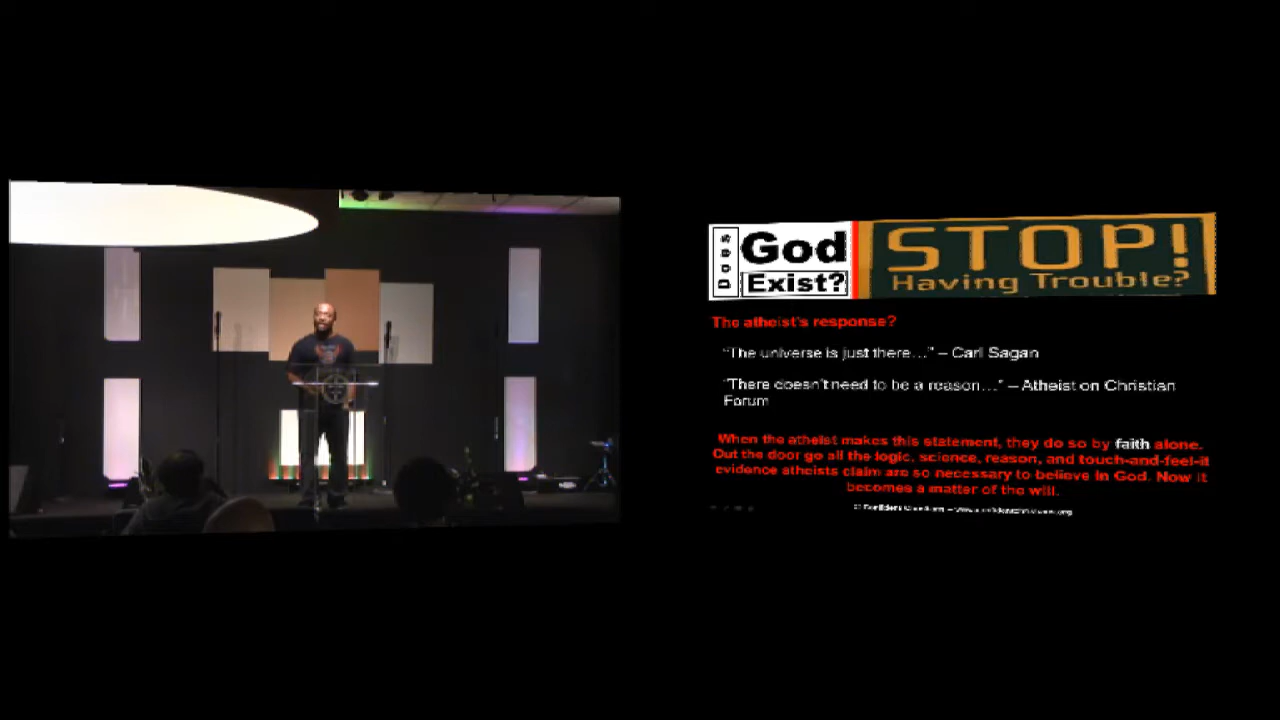 Does God Exist?
STOP!
Having Trouble?
The atheist's response?
"The universe is just there…" – Carl Sagan
"There doesn't need to be a reason…" – Atheist on Christian
Forum
When the atheist makes this statement, they do so by faith alone.
Out the door go all the logic, science, reason, and touch-and-feel-it
evidence atheists claim are so necessary to believe in God. Now it
becomes a matter of the will.